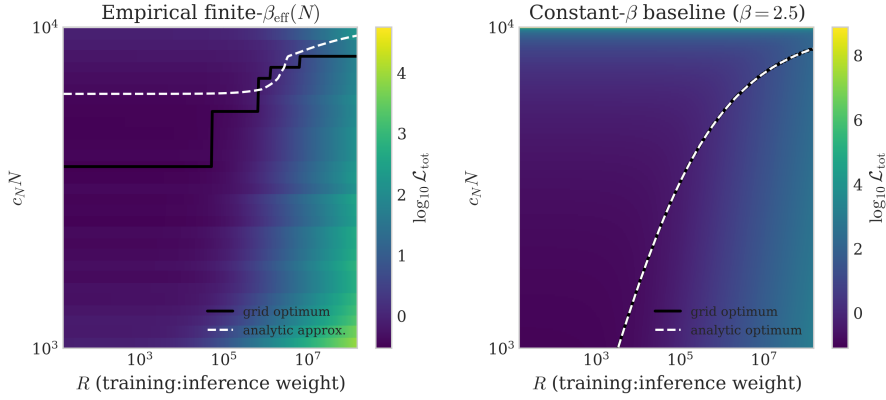 Empirical finite-β_eff(N)
10^4
10^3
c_N N
10^3
10^5
10^7
R (training:inference weight)
grid optimum
analytic approx.
4
3
2
1
0
log_10 ℒ_tot
Constant-β baseline (β = 2.5)
10^4
10^3
c_N N
10^3
10^5
10^7
R (training:inference weight)
grid optimum
analytic optimum
8
6
4
2
0
log_10 ℒ_tot